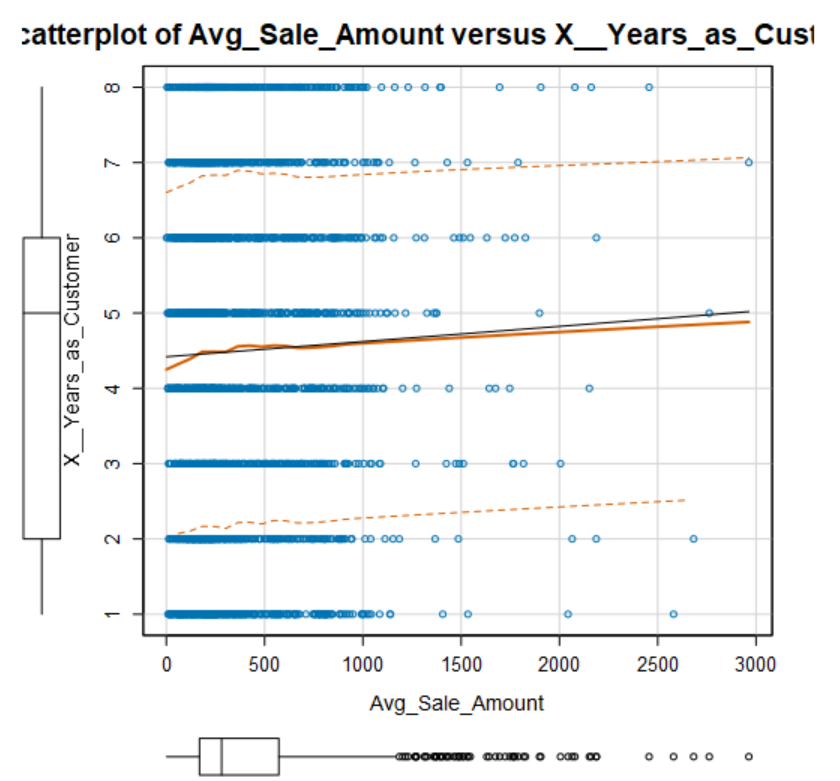 catterplot of Avg_Sale_Amount versus X__Years_as_Cust
8
7
6
5
4
3
2
1
X__Years_as_Customer
0 500 1000 1500 2000 2500 3000
Avg_Sale_Amount